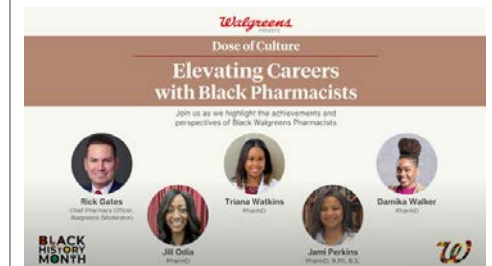 Walgreens
PRESENTS
Dose of Culture
Elevating Careers
with Black Pharmacists
Join us as we highlight the achievements and
perspectives of Black Walgreens Pharmacists
Rick Gates
Chief Pharmacy Officer,
Walgreens (Moderator)
Triana Watkins
PharmD
Damika Walker
PharmD
Jill Odia
PharmD
Jami Perkins
PharmD, R.Ph, B.S.
BLACK
HISTORY
MONTH
W